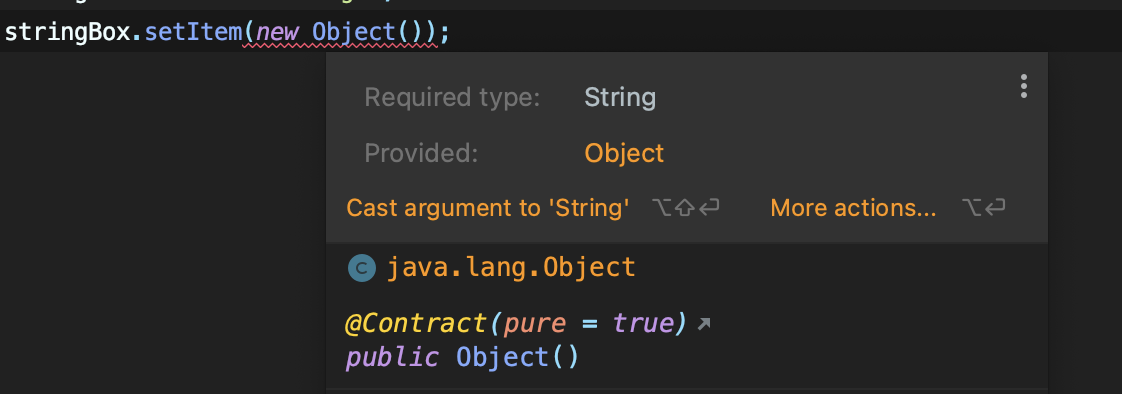 stringBox.setItem(new Object());
Required type: String
Provided: Object
Cast argument to 'String' ⌥⇧⏎ More actions... ⌥⏎
C java.lang.Object
@Contract(pure = true)↗
public Object()